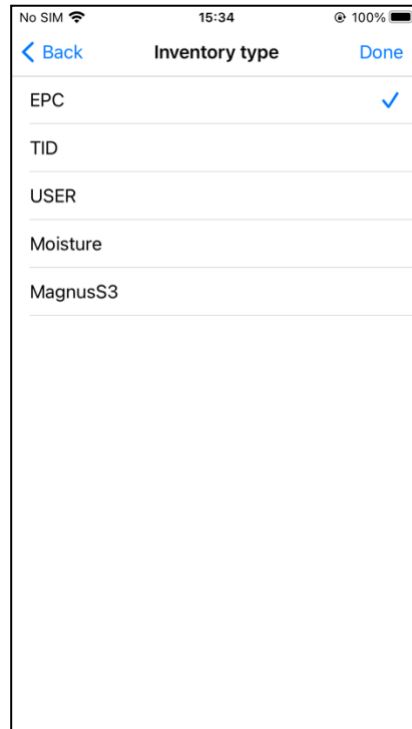 No SIM 15:34 100%
Back Inventory type Done
EPC
TID
USER
Moisture
MagnusS3